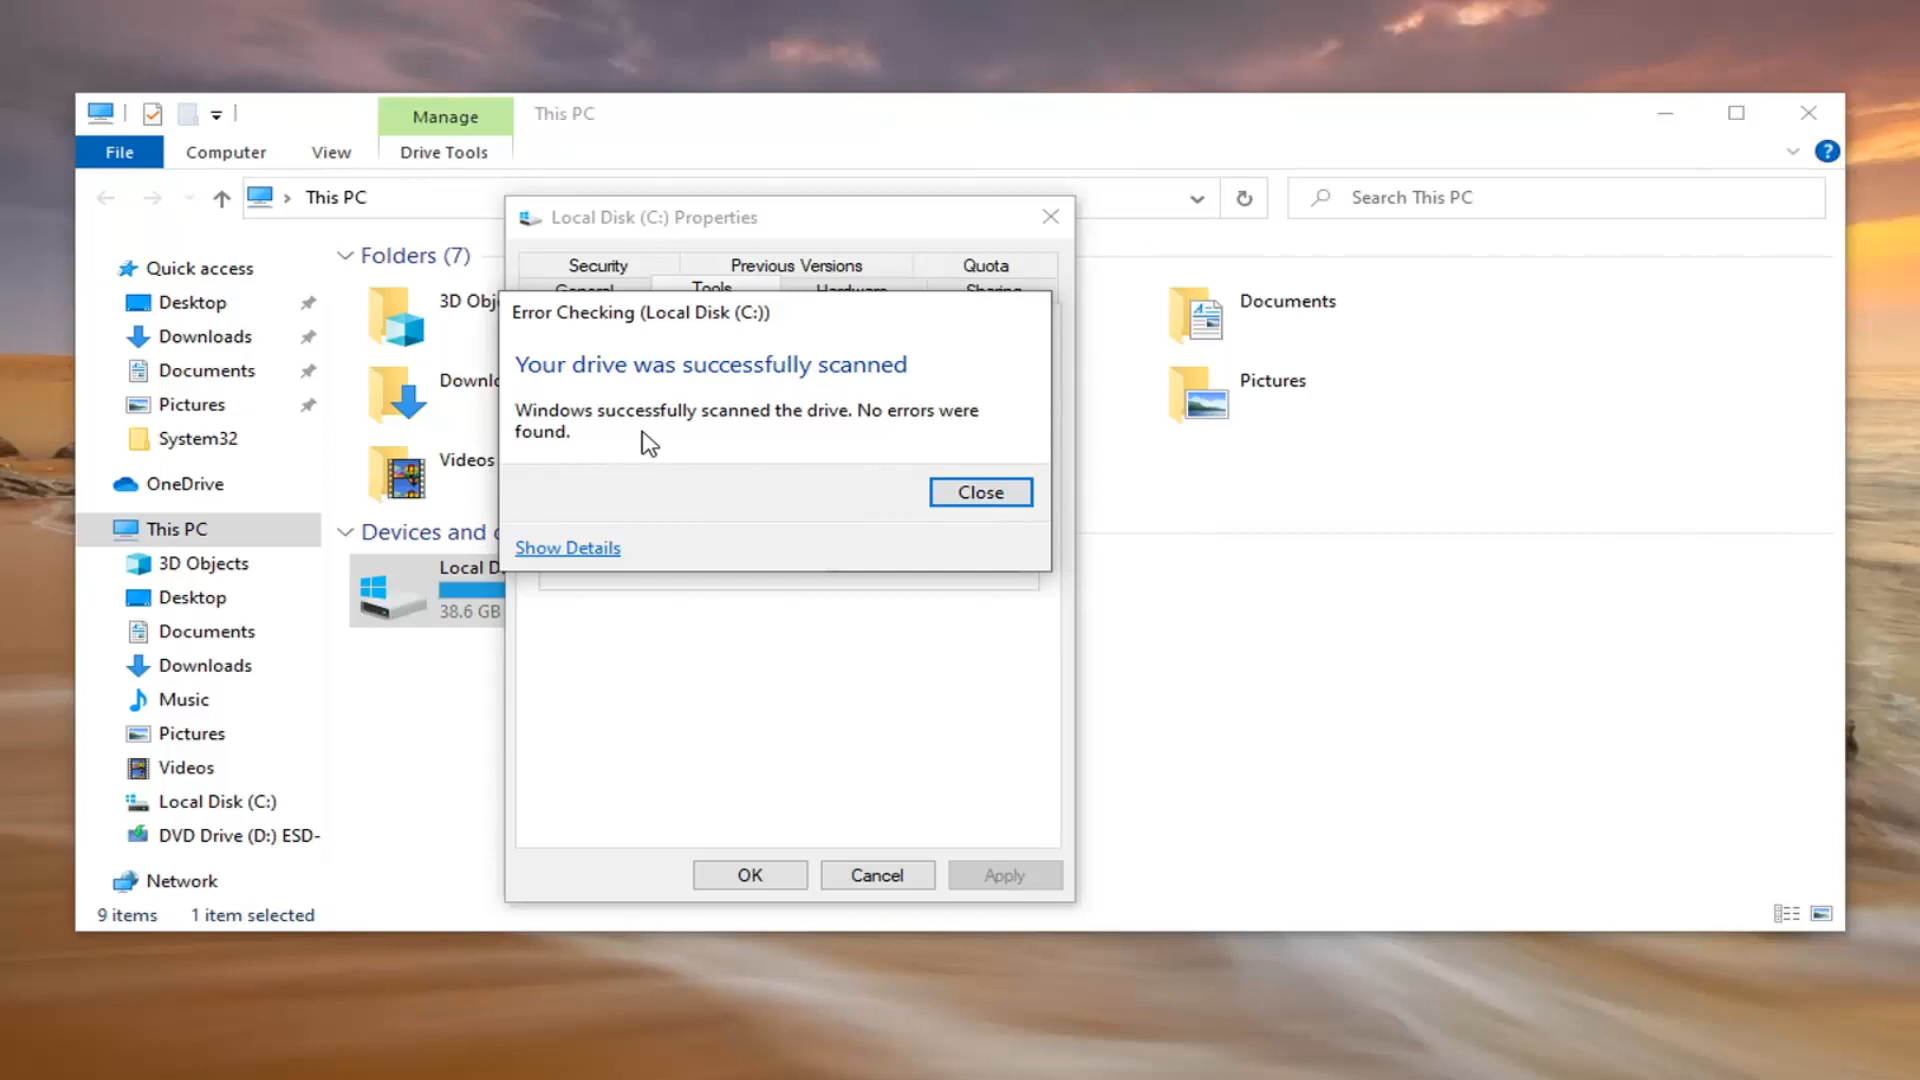 Manage
This PC
File
Computer
View
Drive Tools
This PC
Search This PC
Quick access
Desktop
Downloads
Documents
Pictures
System32
OneDrive
This PC
3D Objects
Desktop
Documents
Downloads
Music
Pictures
Videos
Local Disk (C:)
DVD Drive (D:) ESD-
Network
9 items
1 item selected
Folders (7)
3D Obj
Downlo
Videos
Documents
Pictures
Devices and
Local D
38.6 GB
Local Disk (C:) Properties
Security
Previous Versions
Quota
General
Tools
Hardware
Sharing
Error Checking (Local Disk (C:))
Your drive was successfully scanned
Windows successfully scanned the drive. No errors were
found.
Close
Show Details
OK
Cancel
Apply